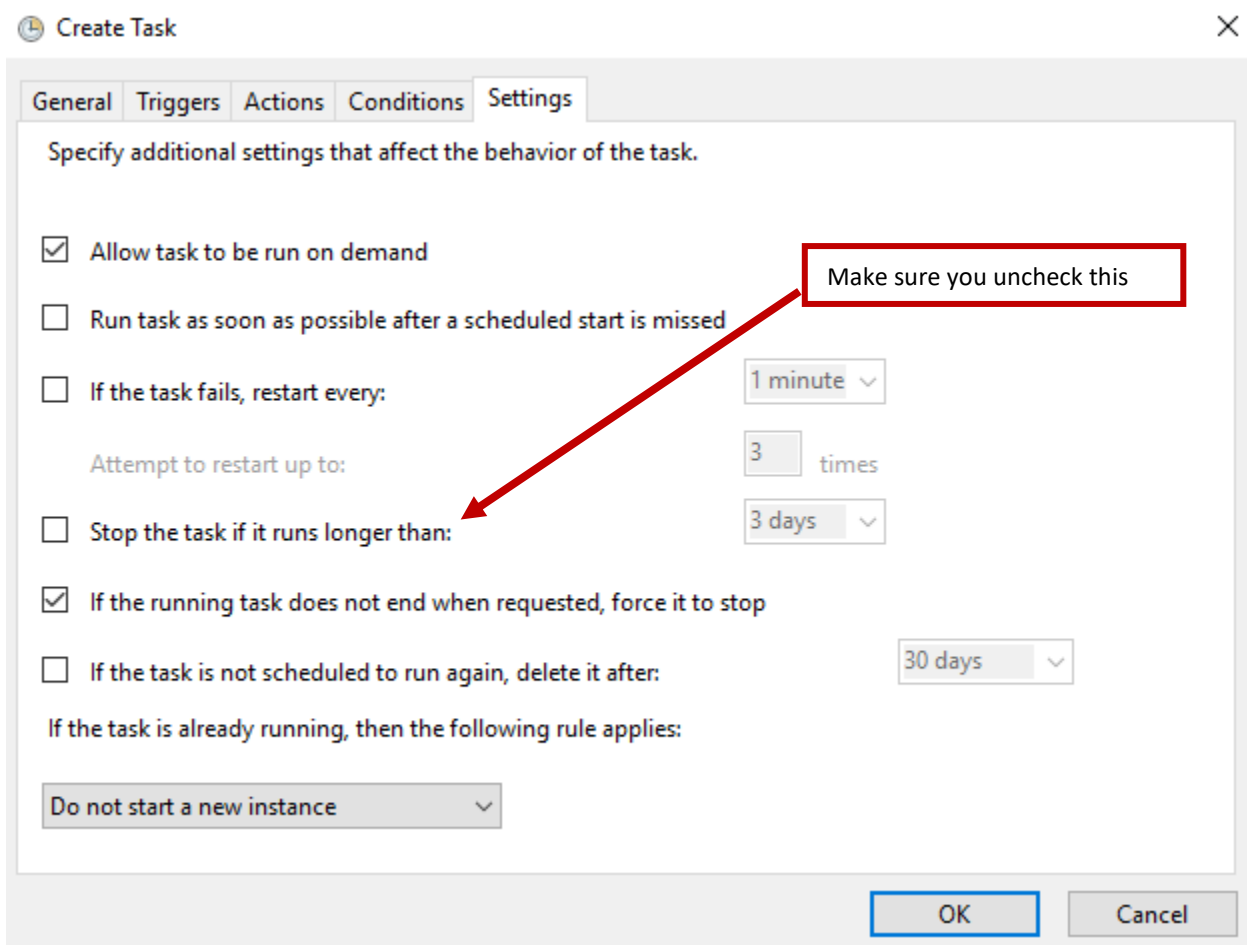 Create Task
General Triggers Actions Conditions Settings
Specify additional settings that affect the behavior of the task.
Allow task to be run on demand
Make sure you uncheck this
Run task as soon as possible after a scheduled start is missed
If the task fails, restart every: 1 minute
Attempt to restart up to: 3 times
Stop the task if it runs longer than: 3 days
If the running task does not end when requested, force it to stop
If the task is not scheduled to run again, delete it after: 30 days
If the task is already running, then the following rule applies:
Do not start a new instance
OK Cancel